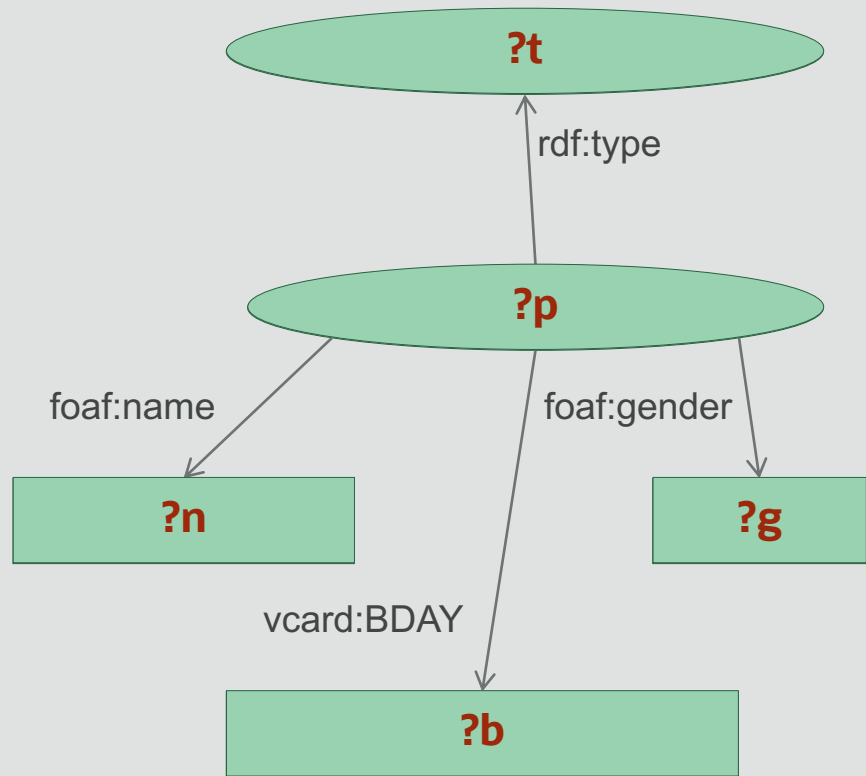 ?t
rdf:type
?p
foaf:name
foaf:gender
?n
?g
vcard:BDAY
?b